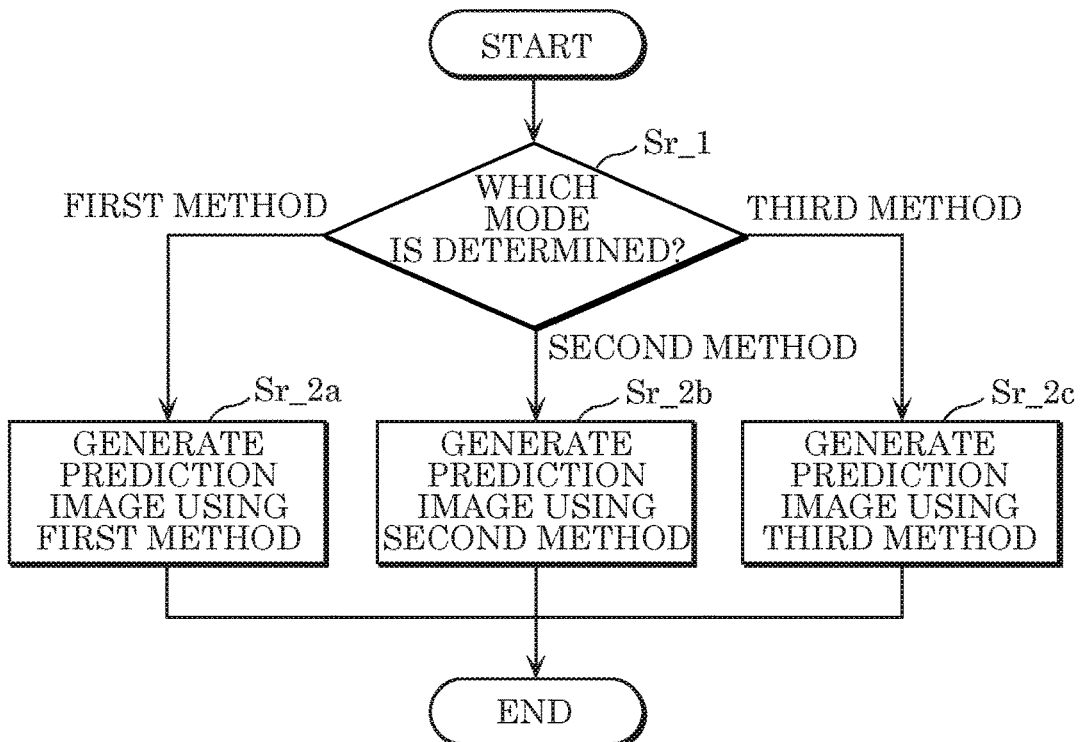 START
Sr_1
WHICH
MODE
IS DETERMINED?
FIRST METHOD
THIRD METHOD
SECOND METHOD
Sr_2a
GENERATE
PREDICTION
IMAGE USING
FIRST METHOD
Sr_2b
GENERATE
PREDICTION
IMAGE USING
SECOND METHOD
Sr_2c
GENERATE
PREDICTION
IMAGE USING
THIRD METHOD
END